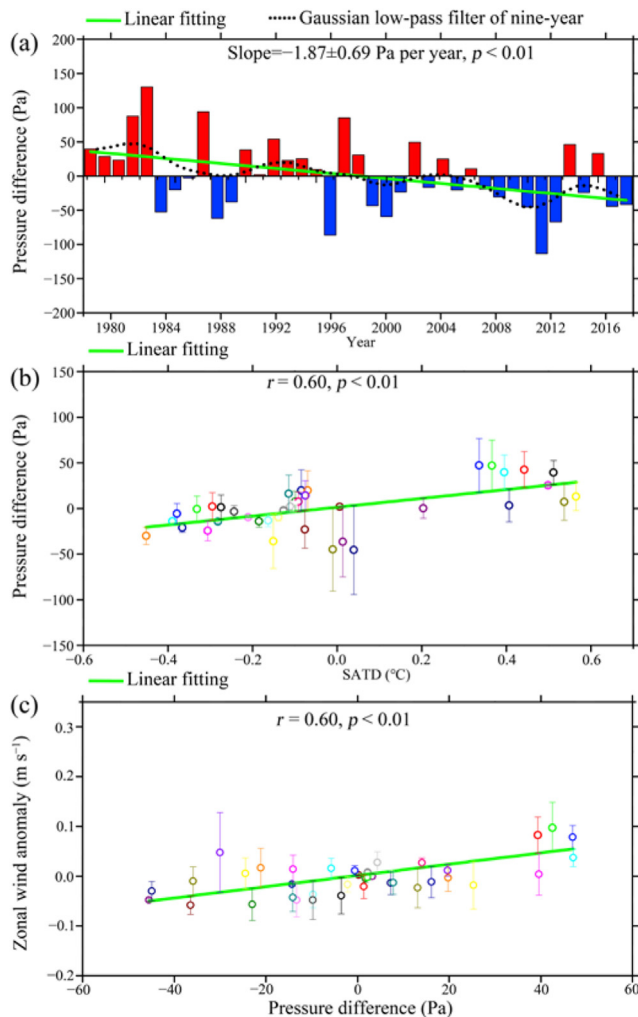 Linear fitting Gaussian low-pass filter of nine-year
(a)
Slope=−1.87±0.69 Pa per year, p < 0.01
Pressure difference (Pa)
200
150
100
50
0
−50
−100
−150
−200
1980 1984 1988 1992 1996 2000 2004 2008 2012 2016
Year
Linear fitting
(b)
r = 0.60, p < 0.01
Pressure difference (Pa)
150
100
50
0
−50
−100
−150
−0.6 −0.4 −0.2 0.0 0.2 0.4 0.6
SATD (°C)
Linear fitting
(c)
r = 0.60, p < 0.01
Zonal wind anomaly (m s⁻¹)
0.3
0.2
0.1
0.0
−0.1
−0.2
−60 −40 −20 0 20 40 60
Pressure difference (Pa)